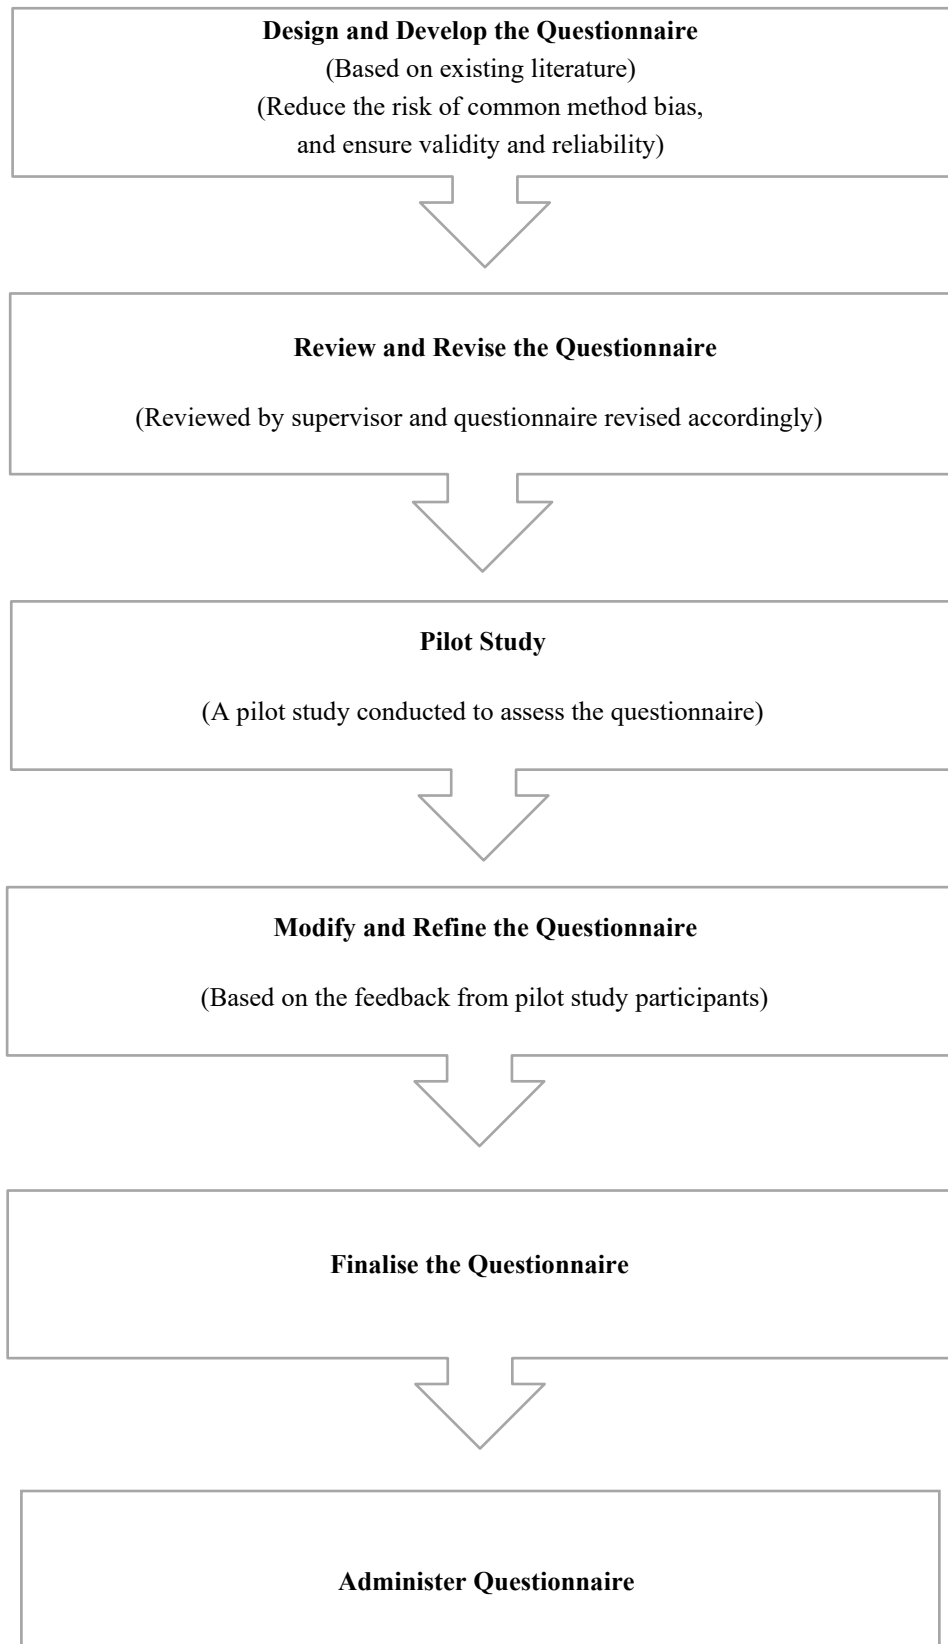 Design and Develop the Questionnaire
(Based on existing literature)
(Reduce the risk of common method bias,
and ensure validity and reliability)
Review and Revise the Questionnaire
(Reviewed by supervisor and questionnaire revised accordingly)
Pilot Study
(A pilot study conducted to assess the questionnaire)
Modify and Refine the Questionnaire
(Based on the feedback from pilot study participants)
Finalise the Questionnaire
Administer Questionnaire